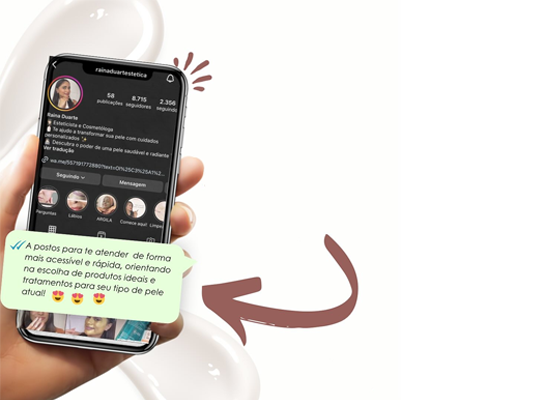 rainaduartestetica
58 8.715 2.356
publicações seguidores seguindo
Raina Duarte
Esteticista e Cosmetóloga
Te ajudo a transformar sua pele com cuidados
personalizados
Descubra o poder de uma pele saudável e radiante
Ver tradução
Seguindo Mensagem
Perguntas Lábios ARGILA Comece aqui!
A postos para te atender de forma
mais acessível e rápida, orientando
na escolha de produtos ideais e
tratamentos para seu tipo de pele
atual! 😍 😍 😍